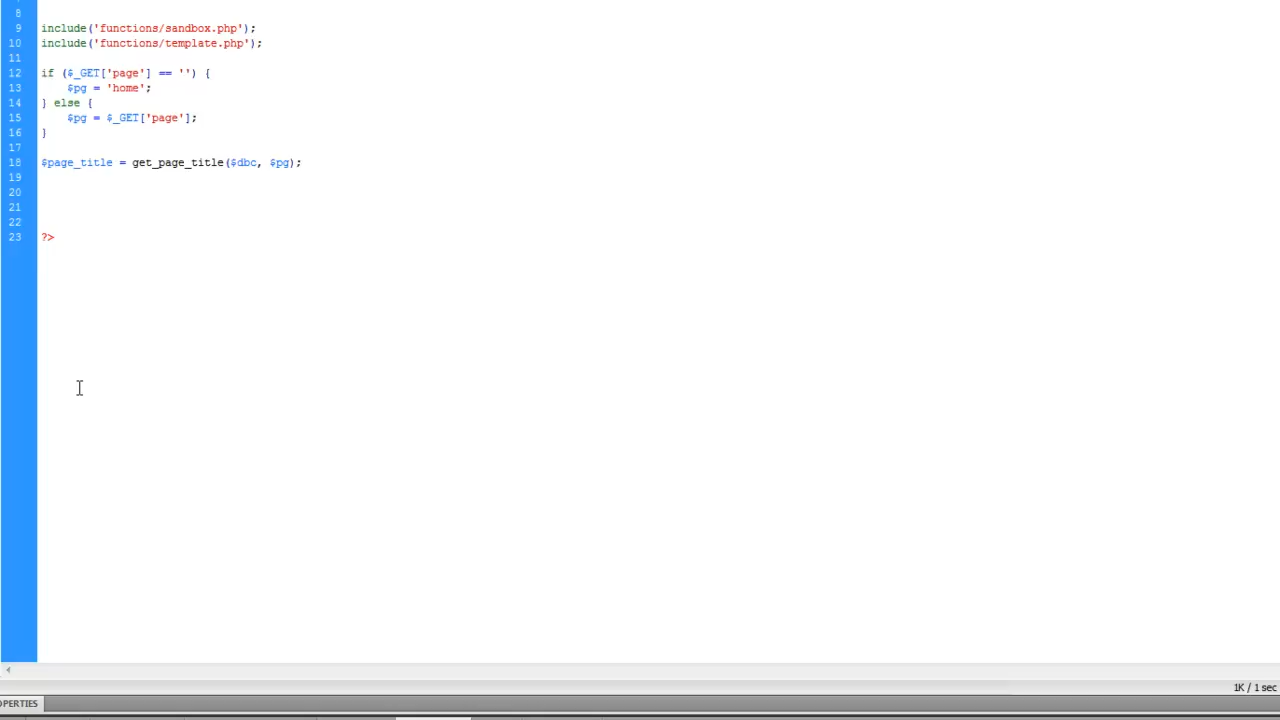 8
9 include('functions/sandbox.php');
10 include('functions/template.php');
11
12 if ($_GET['page'] == '') {
13 $pg = 'home';
14 } else {
15 $pg = $_GET['page'];
16 }
17
18 $page_title = get_page_title($dbc, $pg);
19
20
21
22
23 ?>
1K / 1 sec
OPERTIES